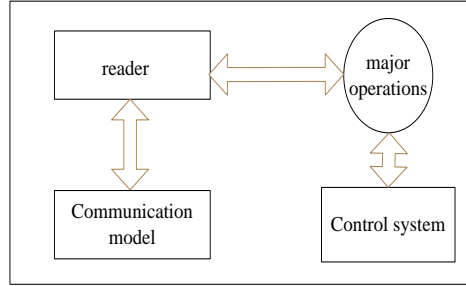 reader
major
operations
Communication
model
Control system